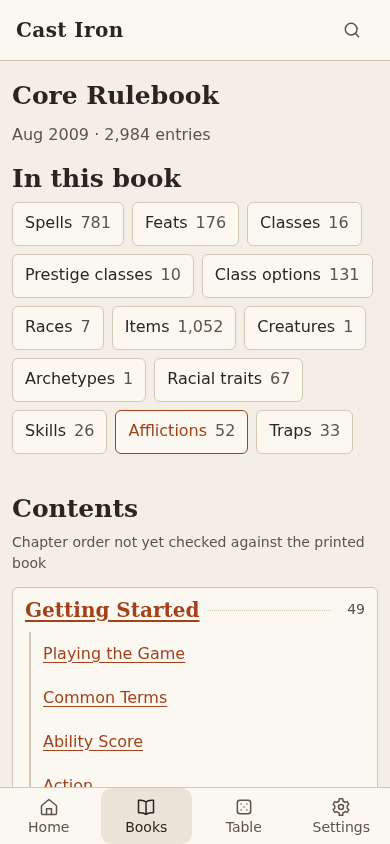 Cast Iron
Core Rulebook
Aug 2009 · 2,984 entries
In this book
Spells 781 Feats 176 Classes 16
Prestige classes 10 Class options 131
Races 7 Items 1,052 Creatures 1
Archetypes 1 Racial traits 67
Skills 26 Afflictions 52 Traps 33
Contents
Chapter order not yet checked against the printed
book
Getting Started 49
Playing the Game
Common Terms
Ability Score
Action
Home Books Table Settings